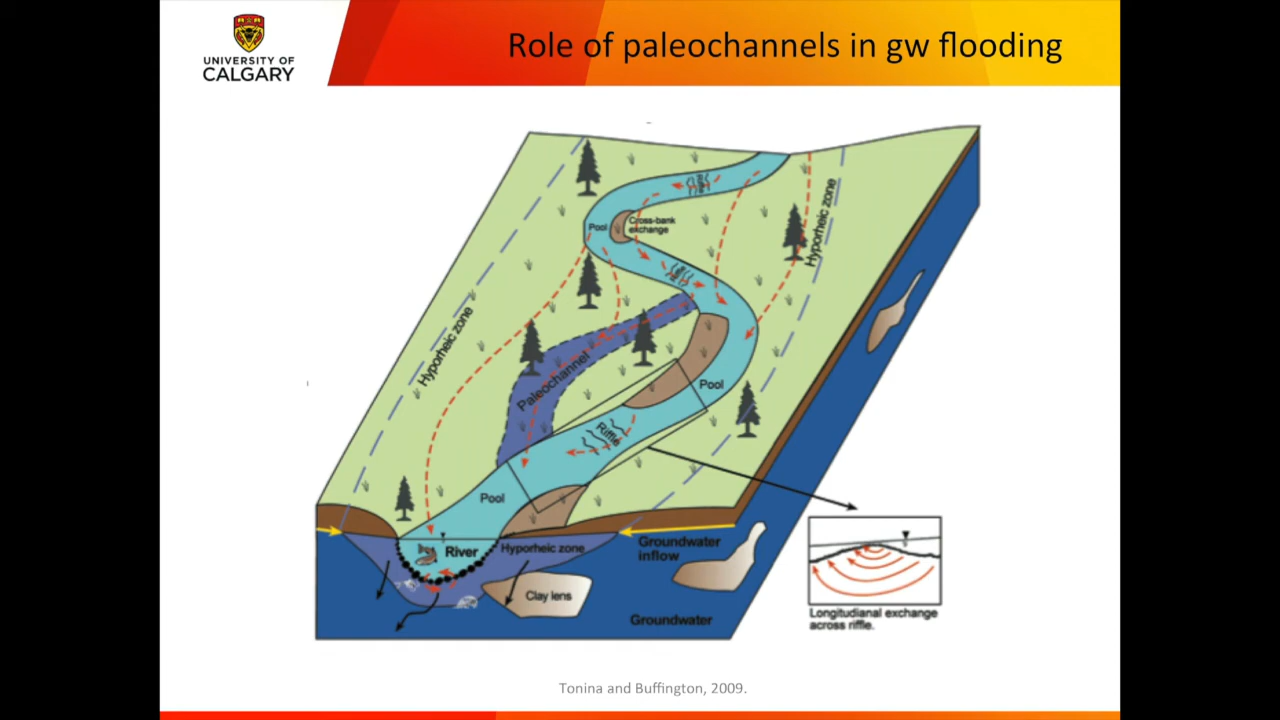 UNIVERSITY OF
CALGARY
Role of paleochannels in gw flooding
Hyporheic zone
Cross-bank
exchange
Pool
Hyporheic zone
Paleochannel
Pool
Riffle
Pool
River
Hyporheic zone
Groundwater
inflow
Clay lens
Groundwater
Longitudianal exchange
across riffle.
Tonina and Buffington, 2009.